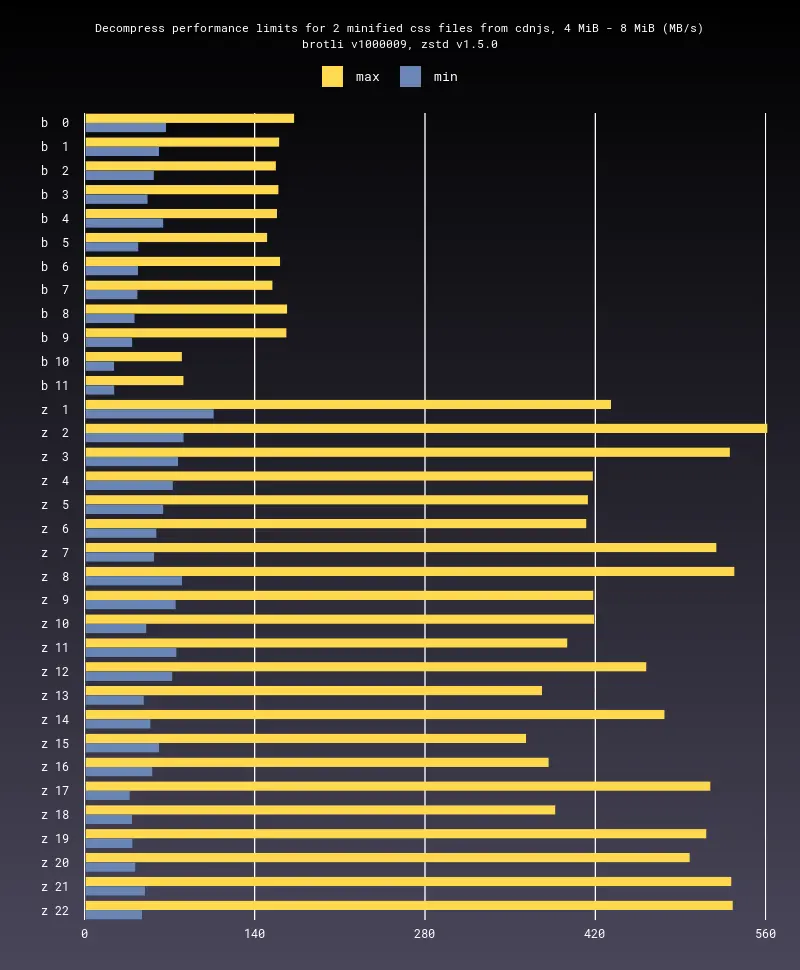 Decompress performance limits for 2 minified css files from cdnjs, 4 MiB - 8 MiB (MB/s)
brotli v1000009, zstd v1.5.0
max min
b 0
b 1
b 2
b 3
b 4
b 5
b 6
b 7
b 8
b 9
b 10
b 11
z 1
z 2
z 3
z 4
z 5
z 6
z 7
z 8
z 9
z 10
z 11
z 12
z 13
z 14
z 15
z 16
z 17
z 18
z 19
z 20
z 21
z 22
0 140 280 420 560